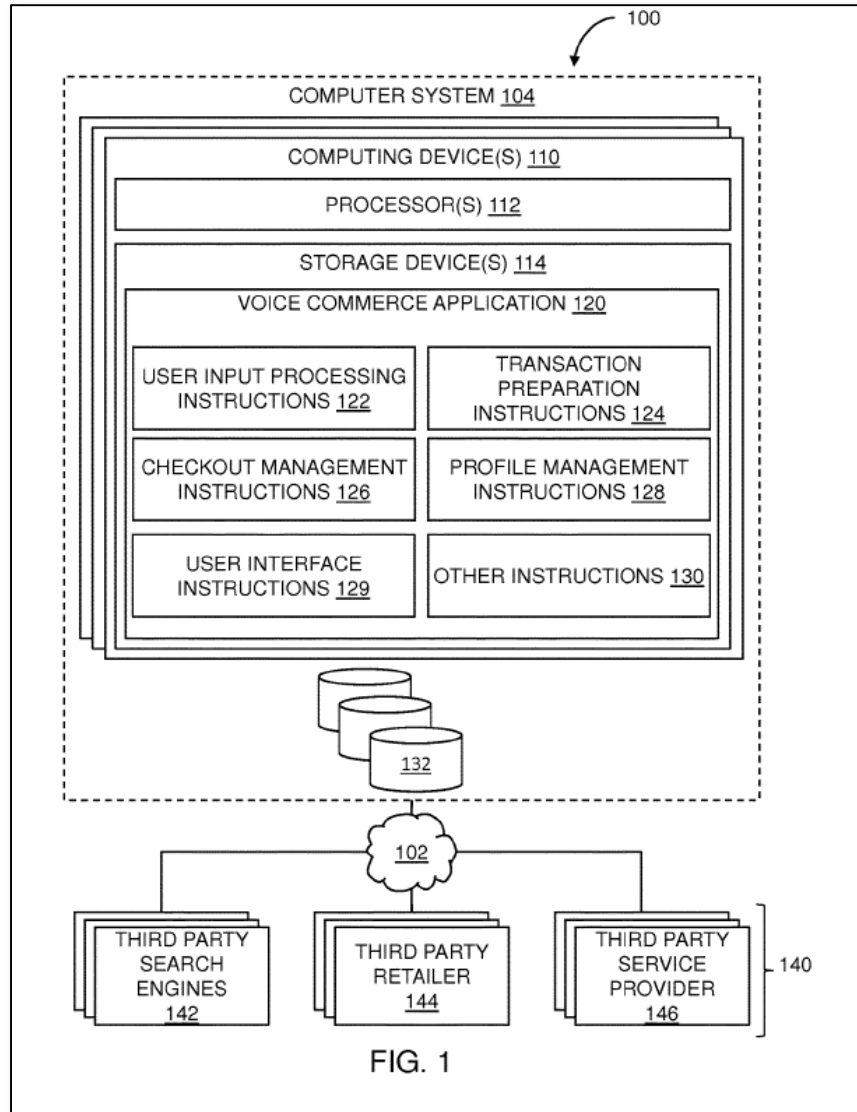 100
COMPUTER SYSTEM 104
COMPUTING DEVICE(S) 110
PROCESSOR(S) 112
STORAGE DEVICE(S) 114
VOICE COMMERCE APPLICATION 120
USER INPUT PROCESSING
INSTRUCTIONS 122
TRANSACTION
PREPARATION
INSTRUCTIONS 124
CHECKOUT MANAGEMENT
INSTRUCTIONS 126
PROFILE MANAGEMENT
INSTRUCTIONS 128
USER INTERFACE
INSTRUCTIONS 129
OTHER INSTRUCTIONS 130
132
102
THIRD PARTY
SEARCH
ENGINES
142
THIRD PARTY
RETAILER
144
THIRD PARTY
SERVICE
PROVIDER
146
140
FIG. 1